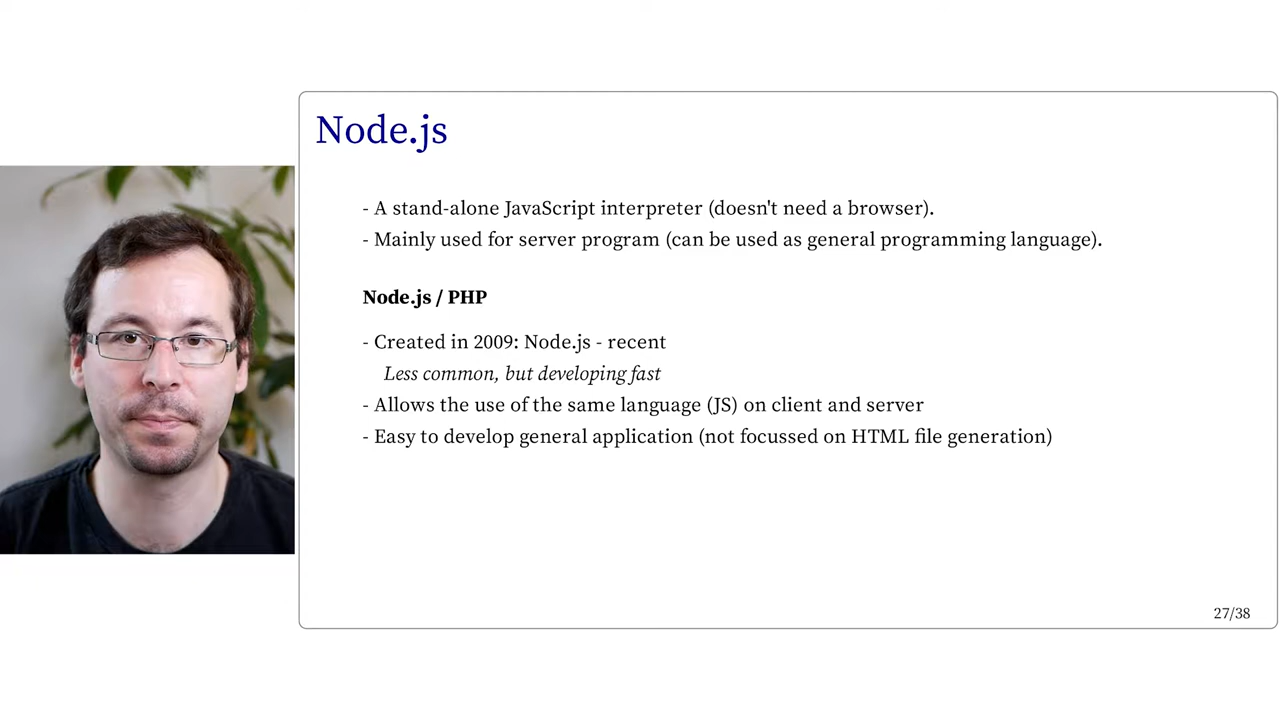 Node.js
- A stand-alone JavaScript interpreter (doesn't need a browser).
- Mainly used for server program (can be used as general programming language).
Node.js / PHP
- Created in 2009: Node.js - recent
Less common, but developing fast
- Allows the use of the same language (JS) on client and server
- Easy to develop general application (not focussed on HTML file generation)
27/38